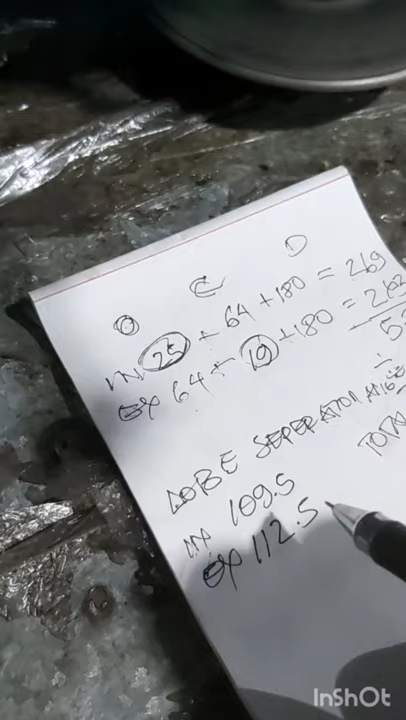 O C D
IN 25 + 64 + 180 = 269
EX 64 + 19 + 180 = 263
LOBE SEPERATION
TOTAL
IN 109.5
EX 112.5
InShOt